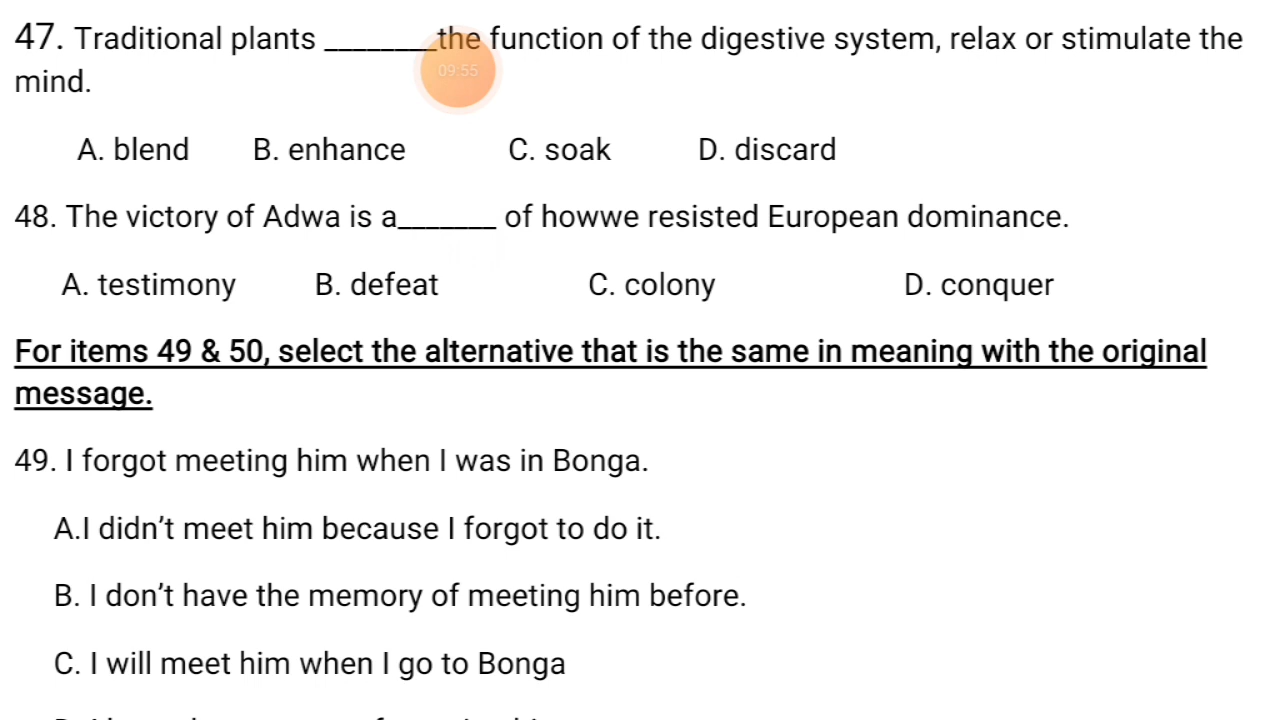 47. Traditional plants ________the function of the digestive system, relax or stimulate the
mind.
09:55
A. blend B. enhance C. soak D. discard
48. The victory of Adwa is a_______ of howwe resisted European dominance.
A. testimony B. defeat C. colony D. conquer
For items 49 & 50, select the alternative that is the same in meaning with the original
message.
49. I forgot meeting him when I was in Bonga.
A.I didn’t meet him because I forgot to do it.
B. I don’t have the memory of meeting him before.
C. I will meet him when I go to Bonga